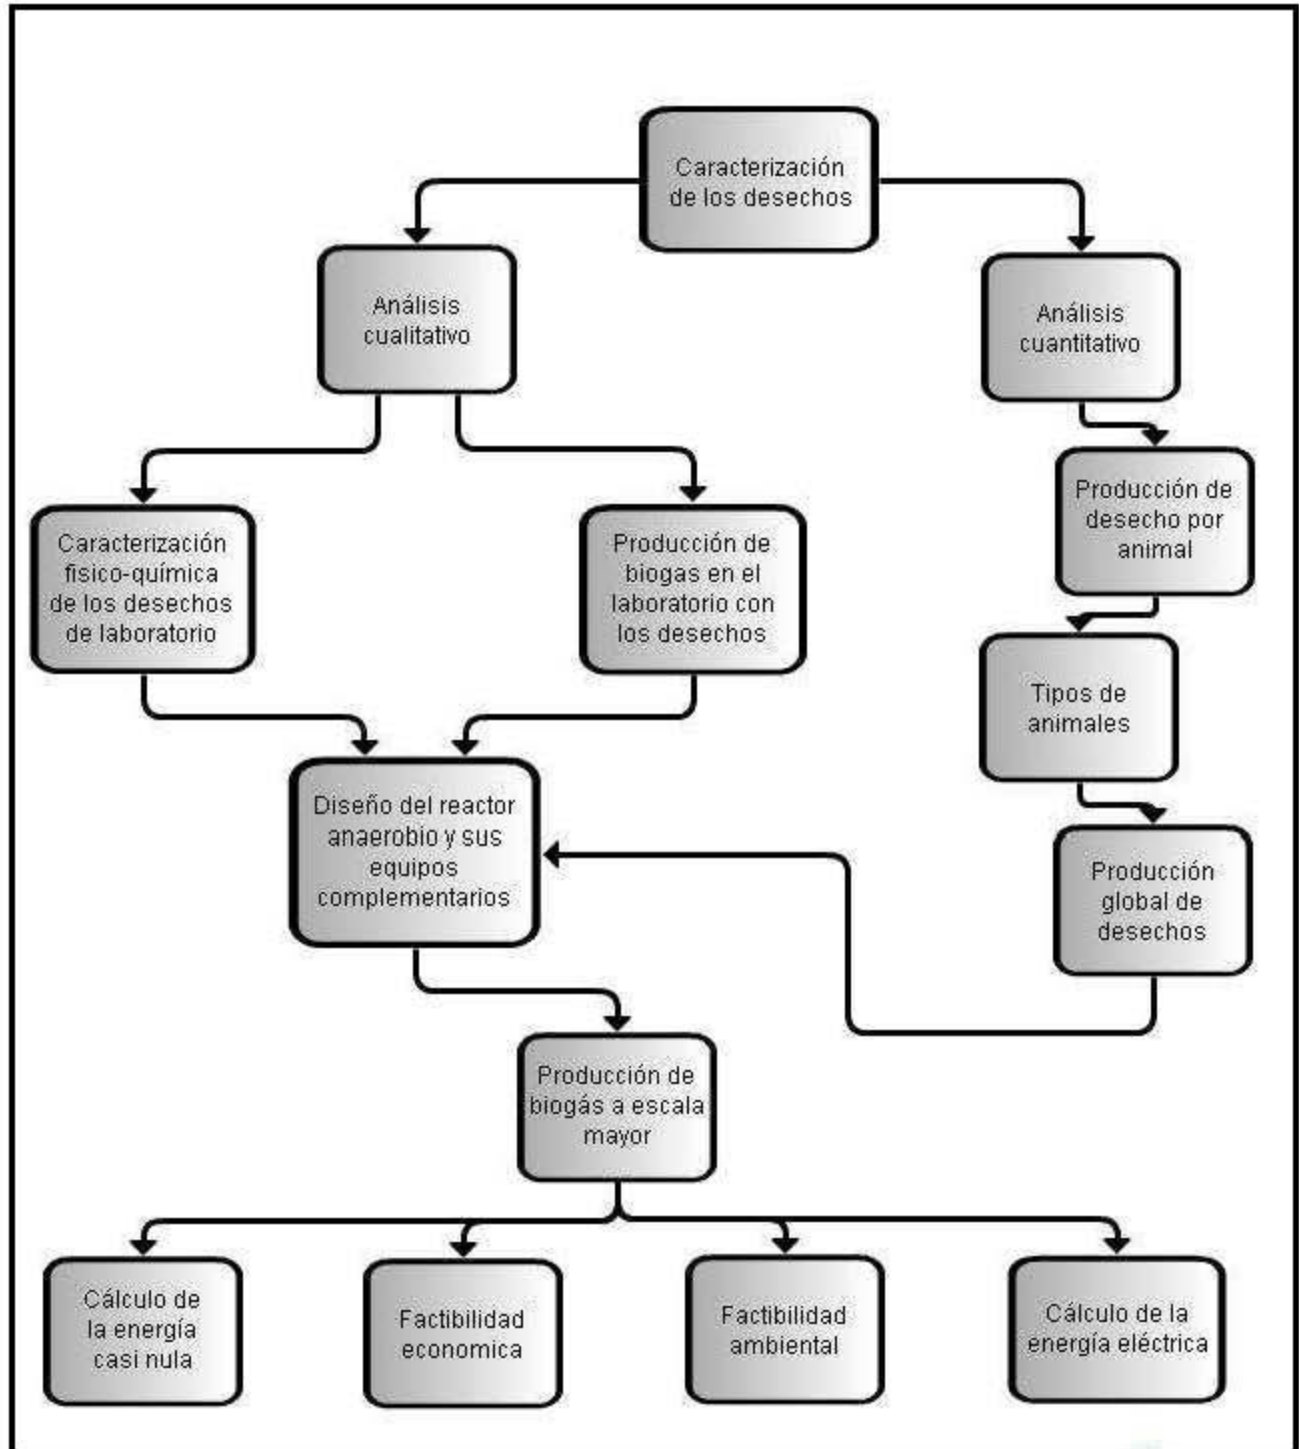 Caracterización
de los desechos
Análisis
cualitativo
Análisis
cuantitativo
Producción de
desecho por
animal
Caracterización
fisico-química
de los desechos
de laboratorio
Producción de
biogas en el
laboratorio con
los desechos
Tipos de
animales
Diseño del reactor
anaerobio y sus
equipos
complementarios
Producción
global de
desechos
Producción de
biogás a escala
mayor
Cálculo de
la energía
casi nula
Factibilidad
economica
Factibilidad
ambiental
Cálculo de la
energía eléctrica